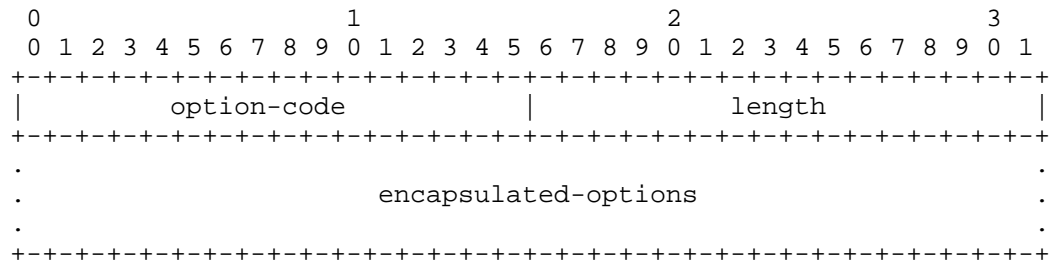 0                   1                   2                   3
 0 1 2 3 4 5 6 7 8 9 0 1 2 3 4 5 6 7 8 9 0 1 2 3 4 5 6 7 8 9 0 1
+-+-+-+-+-+-+-+-+-+-+-+-+-+-+-+-+-+-+-+-+-+-+-+-+-+-+-+-+-+-+-+-+
|         option-code           |            length             |
+-+-+-+-+-+-+-+-+-+-+-+-+-+-+-+-+-+-+-+-+-+-+-+-+-+-+-+-+-+-+-+-+
.                                                               .
.                      encapsulated-options                     .
.                                                               .
+-+-+-+-+-+-+-+-+-+-+-+-+-+-+-+-+-+-+-+-+-+-+-+-+-+-+-+-+-+-+-+-+